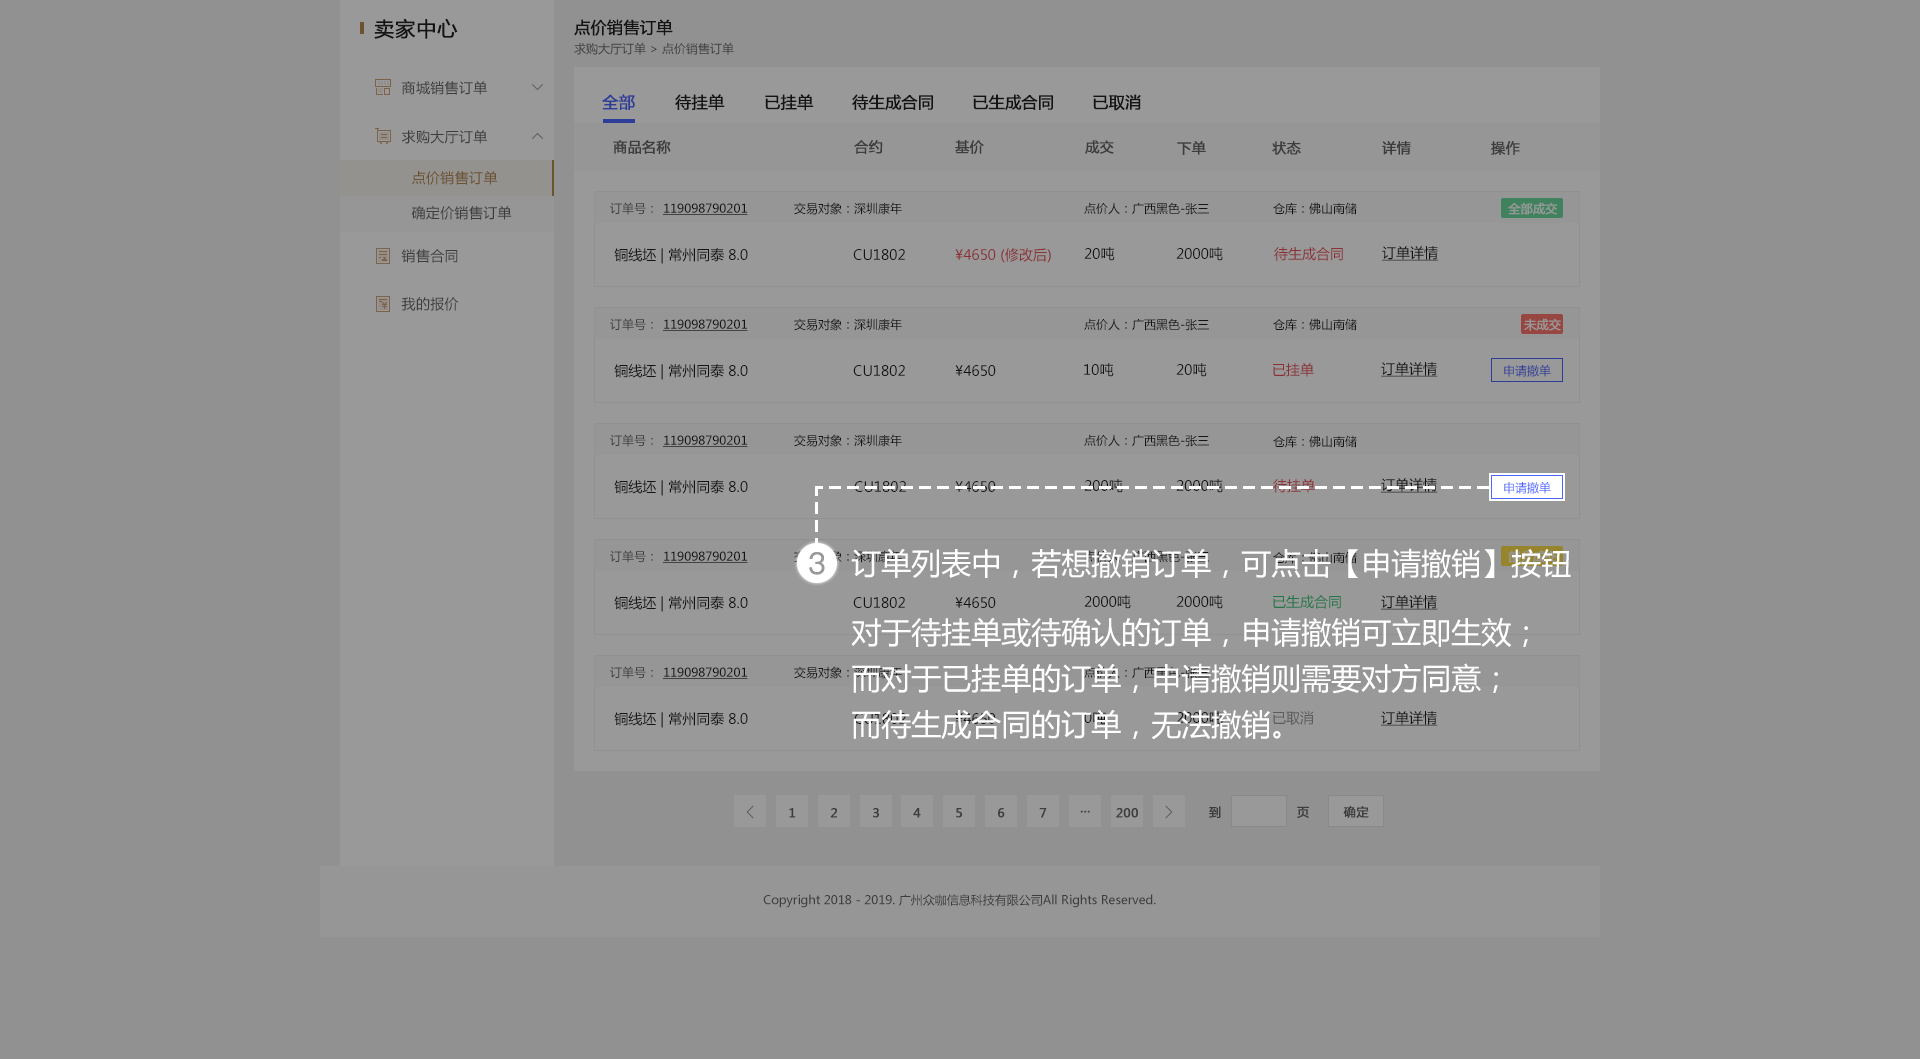 卖家中心
商城销售订单
求购大厅订单
点价销售订单
确定价销售订单
销售合同
我的报价
点价销售订单
求购大厅订单 > 点价销售订单
全部 待挂单 已挂单 待生成合同 已生成合同 已取消
商品名称 合约 基价 成交 下单 状态 详情 操作
订单号： 119098790201 交易对象：深圳康年 点价人：广西黑色-张三 仓库：佛山南储 全部成交
铜线坯 | 常州同泰 8.0 CU1802 ¥4650 (修改后) 20吨 2000吨 待生成合同 订单详情
订单号： 119098790201 交易对象：深圳康年 点价人：广西黑色-张三 仓库：佛山南储 未成交
铜线坯 | 常州同泰 8.0 CU1802 ¥4650 10吨 20吨 已挂单 订单详情 申请撤单
订单号： 119098790201 交易对象：深圳康年 点价人：广西黑色-张三 仓库：佛山南储
铜线坯 | 常州同泰 8.0 CU1802 ¥4650 200吨 2000吨 待挂单 订单详情 申请撤单
订单号： 119098790201
3 订单列表中，若想撤销订单，可点击【申请撤销】按钮
铜线坯 | 常州同泰 8.0 CU1802 ¥4650 2000吨 2000吨 已生成合同 订单详情
对于待挂单或待确认的订单，申请撤销可立即生效；
订单号： 119098790201 交易对象：
而对于已挂单的订单，申请撤销则需要对方同意；
铜线坯 | 常州同泰 8.0 已取消 订单详情
而待生成合同的订单，无法撤销。
1 2 3 4 5 6 7 ··· 200 到 页 确定
Copyright 2018 - 2019. 广州众咖信息科技有限公司All Rights Reserved.